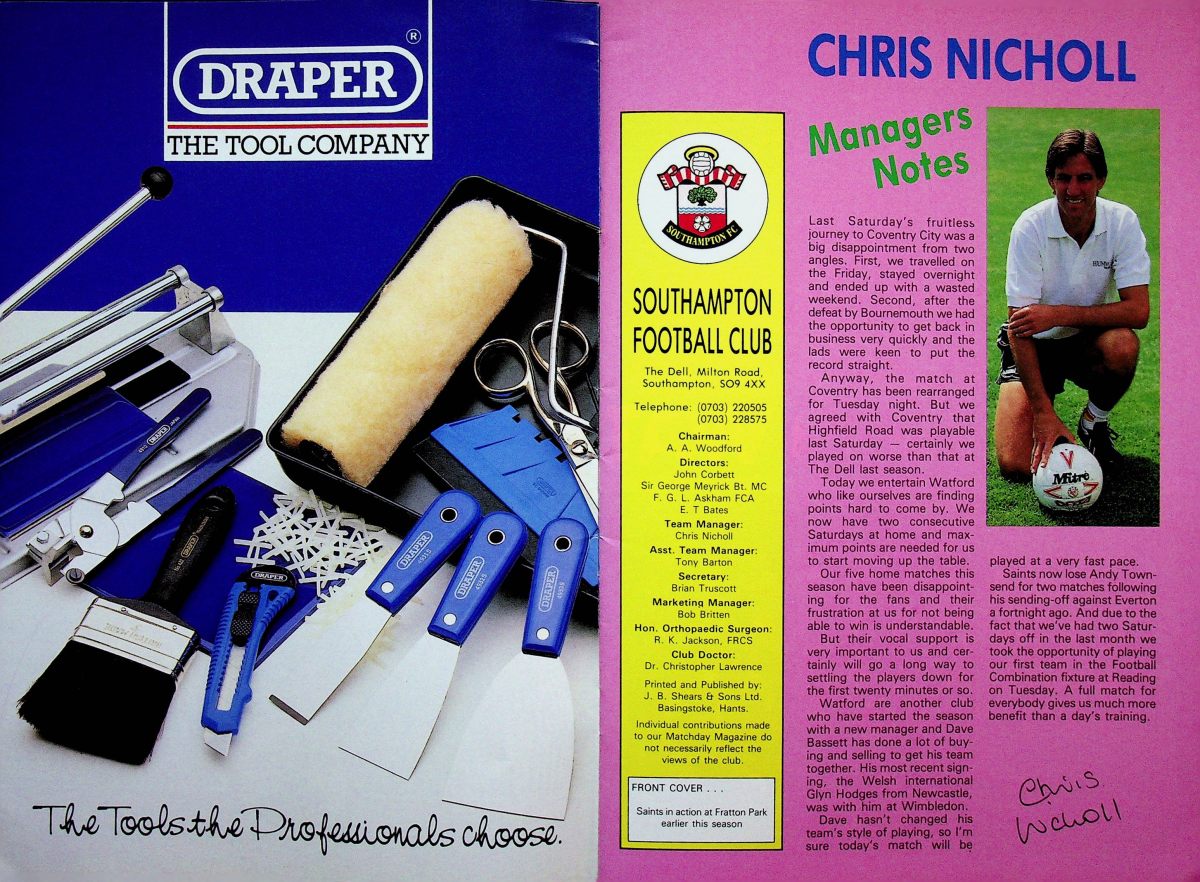 DRAPER
®
THE TOOL COMPANY
DRAPER
DRAPER
DRAPER
DRAPER
DRAPER
DRAPER
The Tools the Professionals choose.
CHRIS NICHOLL
Managers
Notes
SOUTHAMPTON FC
SOUTHAMPTON
FOOTBALL CLUB
The Dell, Milton Road,
Southampton, SO9 4XX
Telephone: (0703) 220505
(0703) 228575
Chairman:
A. A. Woodford
Directors:
John Corbett
Sir George Meyrick Bt. MC
F. G. L. Askham FCA
E. T Bates
Team Manager:
Chris Nicholl
Asst. Team Manager:
Tony Barton
Secretary:
Brian Truscott
Marketing Manager:
Bob Britten
Hon. Orthopaedic Surgeon:
R. K. Jackson, FRCS
Club Doctor:
Dr. Christopher Lawrence
Printed and Published by:
J. B. Shears & Sons Ltd.
Basingstoke, Hants.
Individual contributions made
to our Matchday Magazine do
not necessarily reflect the
views of the club.
FRONT COVER . . .
Saints in action at Fratton Park
earlier this season
Last Saturday's fruitless
journey to Coventry City was a
big disappointment from two
angles. First, we travelled on
the Friday, stayed overnight
and ended up with a wasted
weekend. Second, after the
defeat by Bournemouth we had
the opportunity to get back in
business very quickly and the
lads were keen to put the
record straight.
Anyway, the match at
Coventry has been rearranged
for Tuesday night. But we
agreed with Coventry that
Highfield Road was playable
last Saturday — certainly we
played on worse than that at
The Dell last season.
Today we entertain Watford
who like ourselves are finding
points hard to come by. We
now have two consecutive
Saturdays at home and max-
imum points are needed for us
to start moving up the table.
Our five home matches this
season have been disappoint-
ing for the fans and their
frustration at us for not being
able to win is understandable.
But their vocal support is
very important to us and cer-
tainly will go a long way to
settling the players down for
the first twenty minutes or so.
Watford are another club
who have started the season
with a new manager and Dave
Bassett has done a lot of buy-
ing and selling to get his team
together. His most recent sign-
ing, the Welsh international
Glyn Hodges from Newcastle,
was with him at Wimbledon.
Dave hasn't changed his
team's style of playing, so I'm
sure today's match will be
Mitre
played at a very fast pace.
Saints now lose Andy Town-
send for two matches following
his sending-off against Everton
a fortnight ago. And due to the
fact that we've had two Satur-
days off in the last month we
took the opportunity of playing
our first team in the Football
Combination fixture at Reading
on Tuesday. A full match for
everybody gives us much more
benefit than a day's training.
Chris
Nicholl